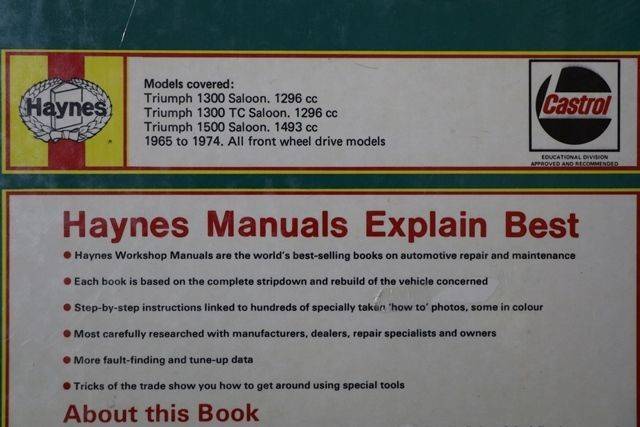 Haynes
Models covered:
Triumph 1300 Saloon. 1296 cc
Triumph 1300 TC Saloon. 1296 cc
Triumph 1500 Saloon. 1493 cc
1965 to 1974. All front wheel drive models
Castrol
EDUCATIONAL DIVISION
APPROVED AND RECOMMENDED
Haynes Manuals Explain Best
● Haynes Workshop Manuals are the world's best-selling books on automotive repair and maintenance
● Each book is based on the complete stripdown and rebuild of the vehicle concerned
● Step-by-step instructions linked to hundreds of specially taken 'how to' photos, some in colour
● Most carefully researched with manufacturers, dealers, repair specialists and owners
● More fault-finding and tune-up data
● Tricks of the trade show you how to get around using special tools
About this Book